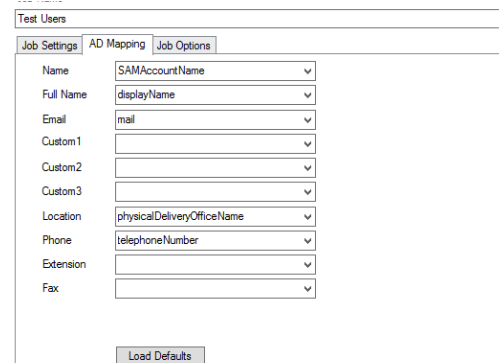 Test Users
Job Settings AD Mapping Job Options
Name SAMAccountName
Full Name displayName
Email mail
Custom1
Custom2
Custom3
Location physicalDeliveryOfficeName
Phone telephoneNumber
Extension
Fax
Load Defaults